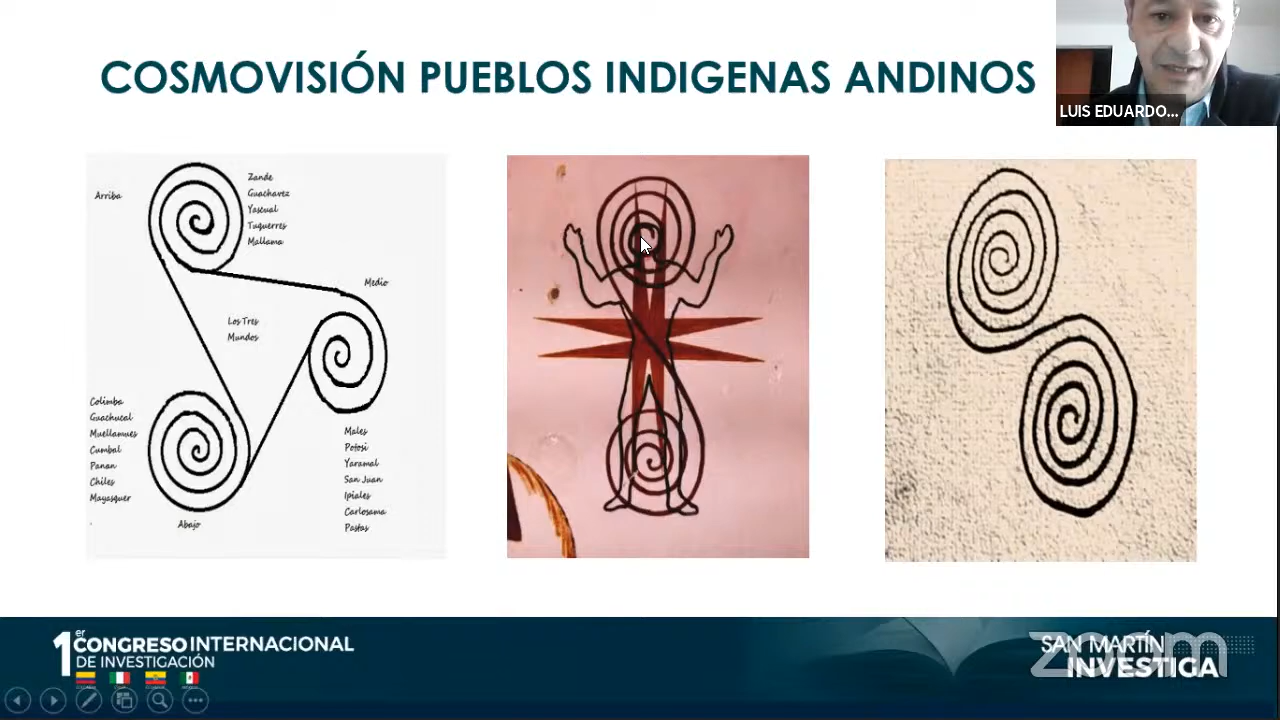 COSMOVISIÓN PUEBLOS INDIGENAS ANDINOS
LUIS EDUARDO...
Arriba
Zande
Guachavez
Yascual
Tuquerres
Mallama
Medio
Los Tres
Mundos
Colimba
Guachucal
Muellamues
Cumbal
Panan
Chiles
Mayasquer
Abajo
Males
Potosi
Yaramal
San Juan
Ipiales
Carlosama
Pastas
1er CONGRESO INTERNACIONAL
DE INVESTIGACIÓN
SAN MARTÍN
INVESTIGA
zoom